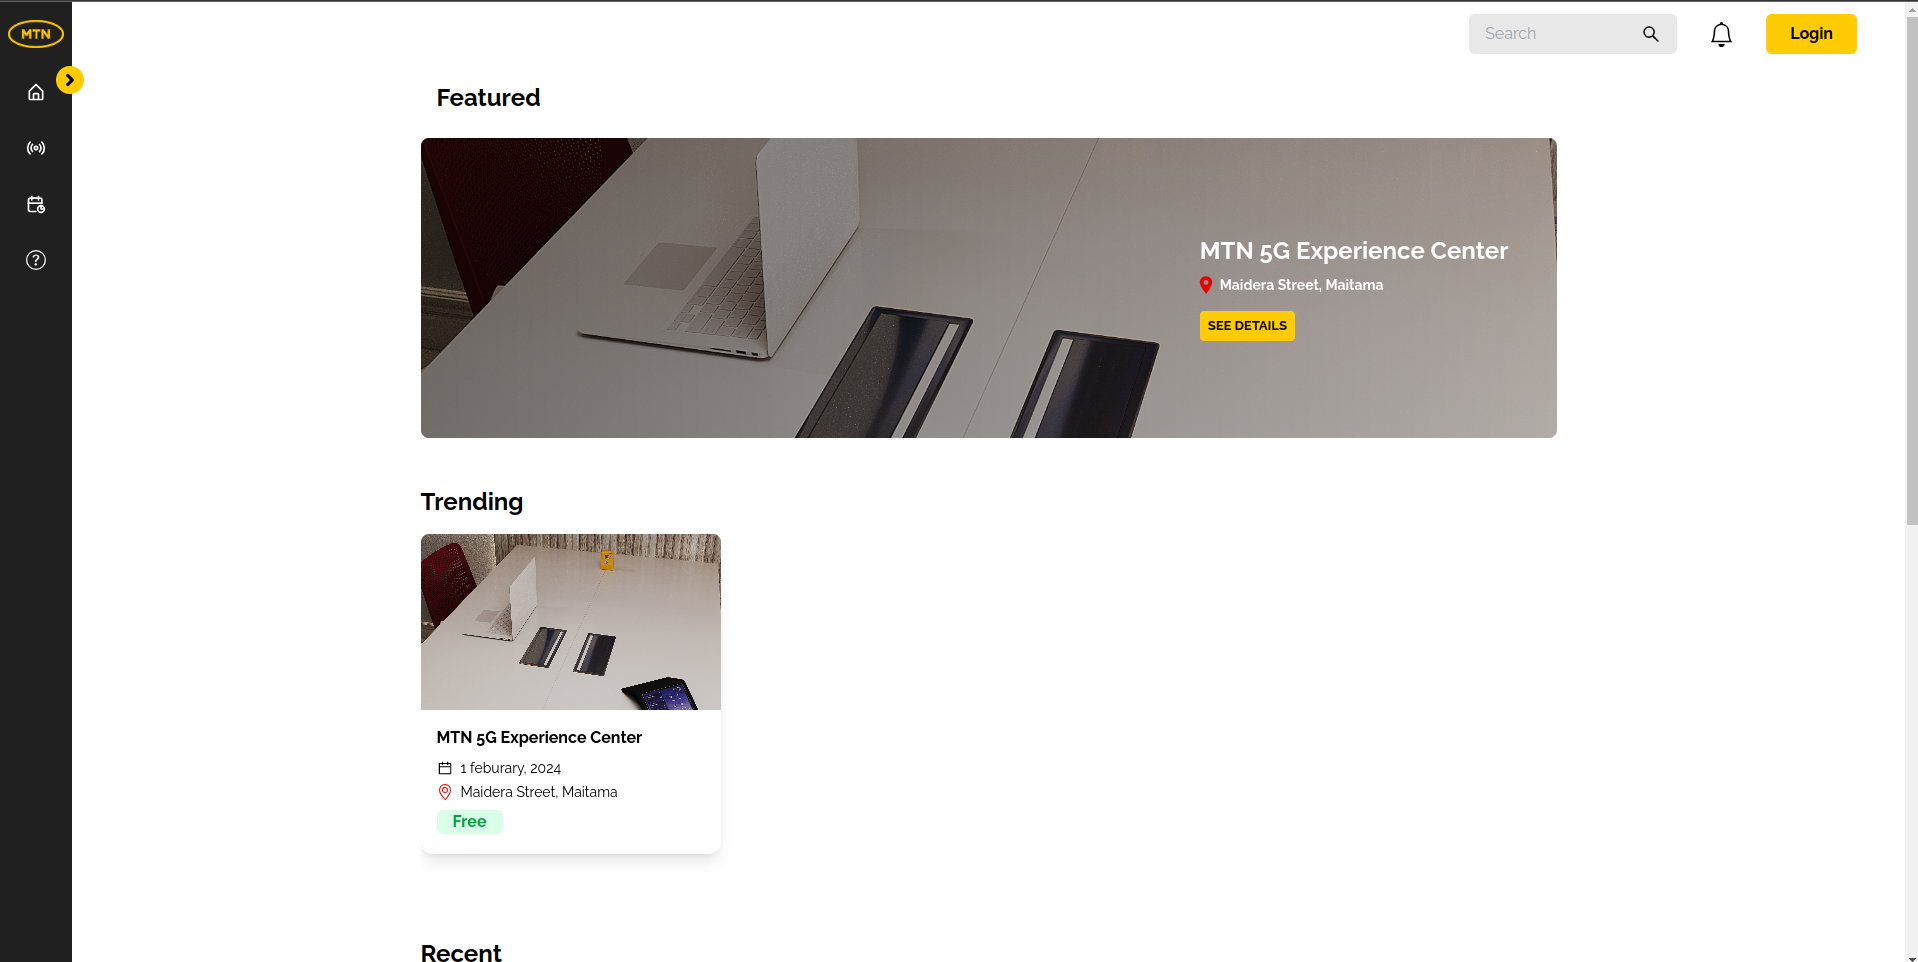 MTN
Search
Login
Featured
MTN 5G Experience Center
Maidera Street, Maitama
SEE DETAILS
Trending
MTN 5G Experience Center
1 feburary, 2024
Maidera Street, Maitama
Free
Recent